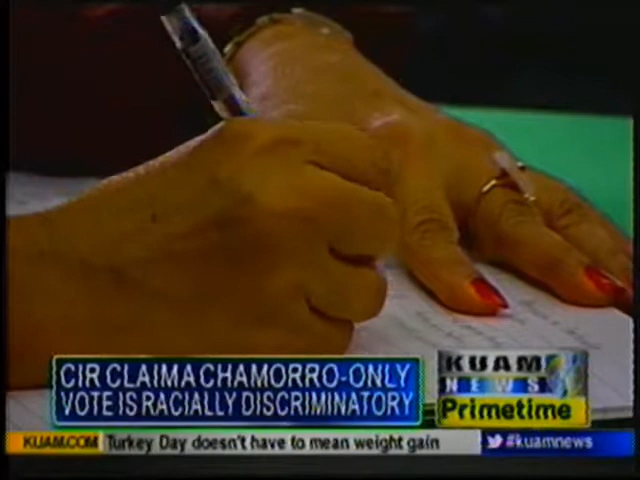 CIR CLAIMA CHAMORRO-ONLY
VOTE IS RACIALLY DISCRIMINATORY
KUAM
NEWS
Primetime
KUAM.COM Turkey Day doesn't have to mean weight gain #kuamnews